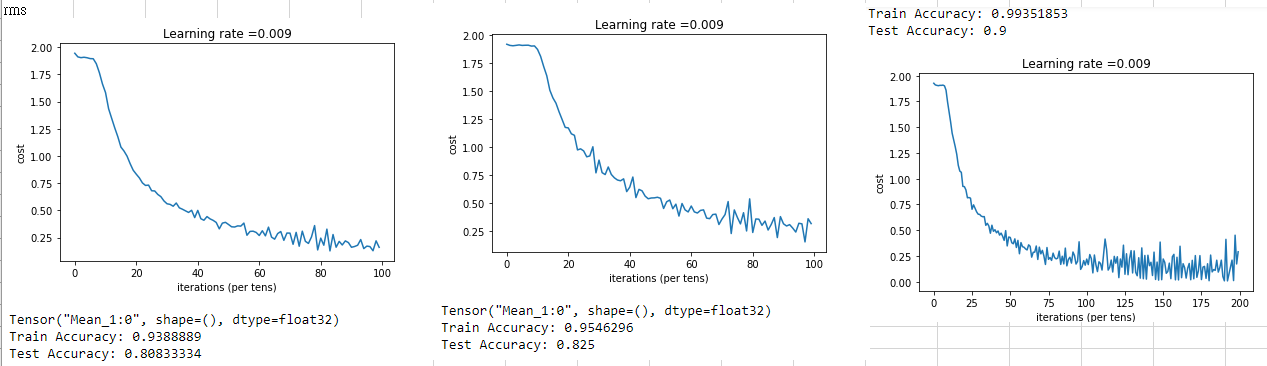 rms
Learning rate =0.009
2.00
1.75
1.50
1.25
1.00
0.75
0.50
0.25
cost
0 20 40 60 80 100
iterations (per tens)
Tensor("Mean_1:0", shape=(), dtype=float32)
Train Accuracy: 0.9388889
Test Accuracy: 0.80833334
Learning rate =0.009
2.00
1.75
1.50
1.25
1.00
0.75
0.50
0.25
cost
0 20 40 60 80 100
iterations (per tens)
Tensor("Mean_1:0", shape=(), dtype=float32)
Train Accuracy: 0.9546296
Test Accuracy: 0.825
Train Accuracy: 0.99351853
Test Accuracy: 0.9
Learning rate =0.009
2.00
1.75
1.50
1.25
1.00
0.75
0.50
0.25
0.00
cost
0 25 50 75 100 125 150 175 200
iterations (per tens)